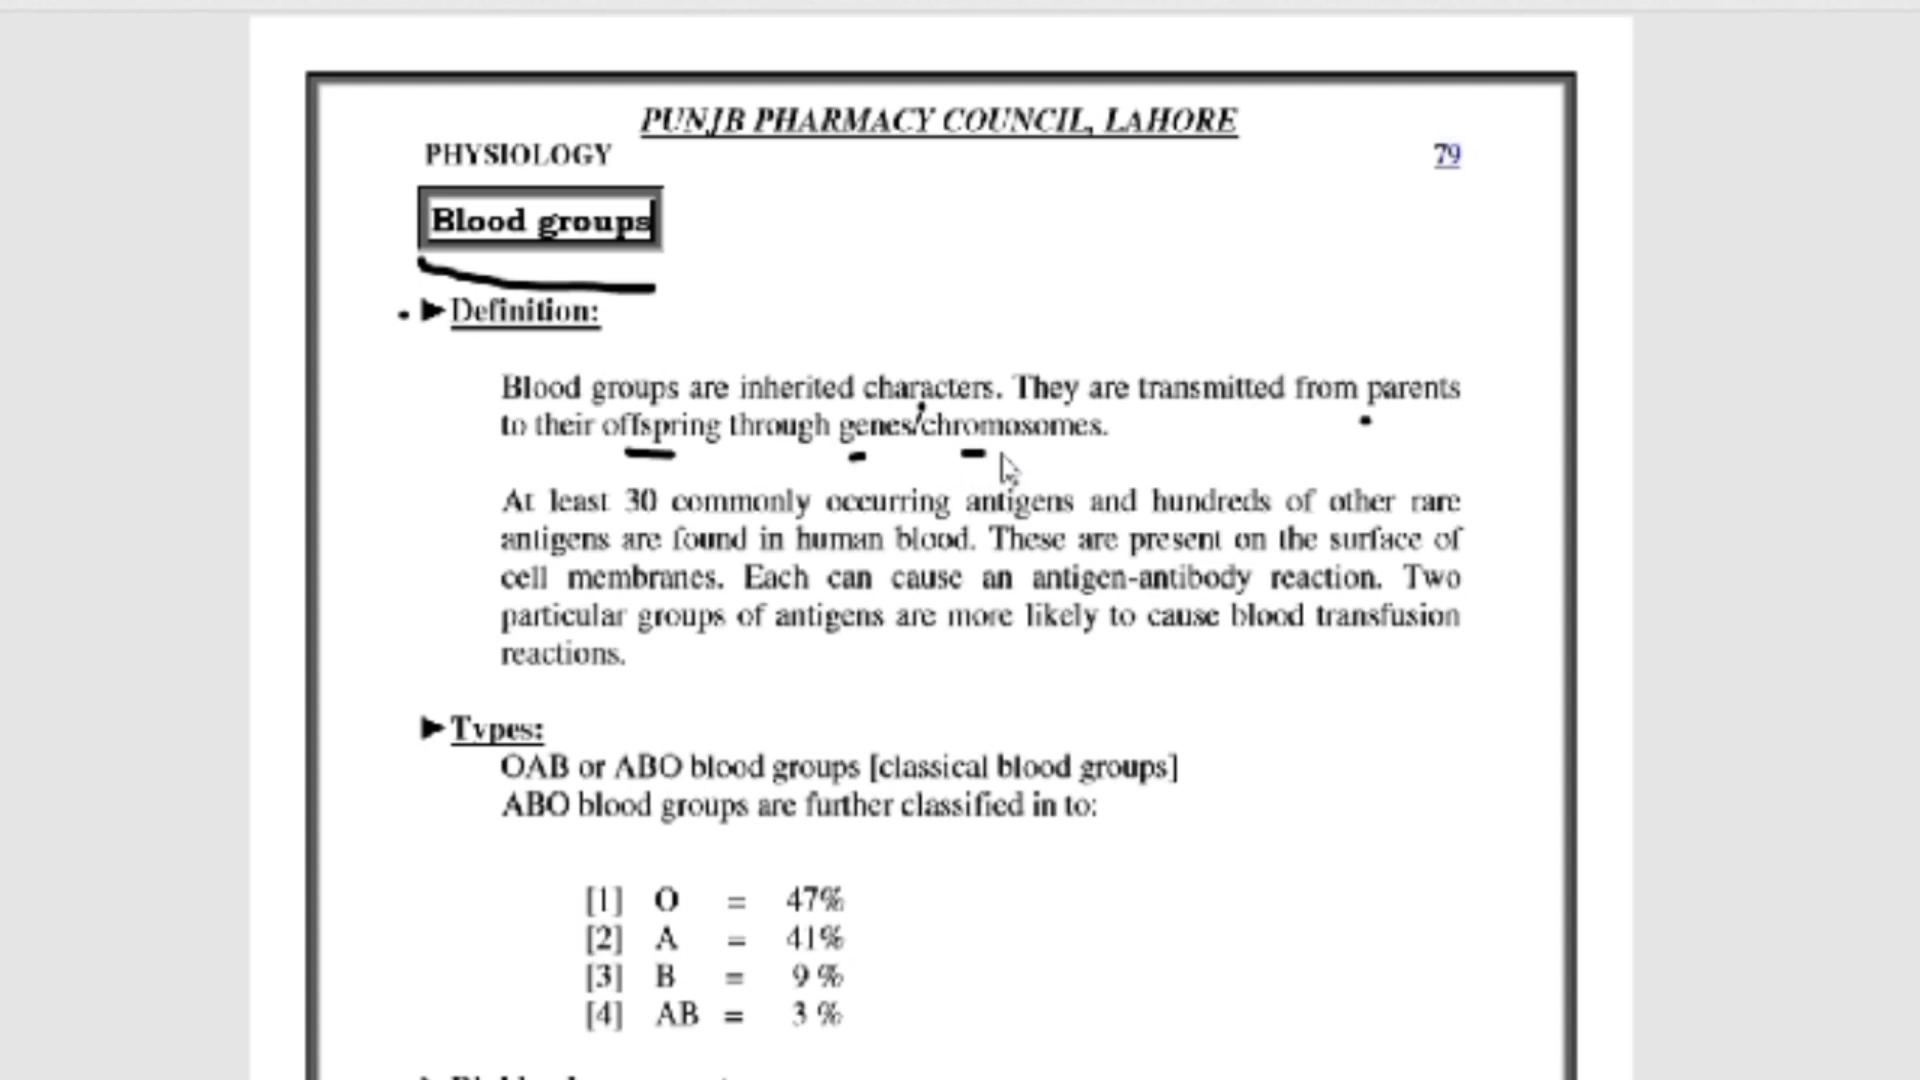 PUNJB PHARMACY COUNCIL, LAHORE
PHYSIOLOGY 79
Blood groups
Definition:
Blood groups are inherited characters. They are transmitted from parents
to their offspring through genes/chromosomes.
At least 30 commonly occurring antigens and hundreds of other rare
antigens are found in human blood. These are present on the surface of
cell membranes. Each can cause an antigen-antibody reaction. Two
particular groups of antigens are more likely to cause blood transfusion
reactions.
Types:
OAB or ABO blood groups [classical blood groups]
ABO blood groups are further classified in to:
[1] O = 47%
[2] A = 41%
[3] B = 9 %
[4] AB = 3 %